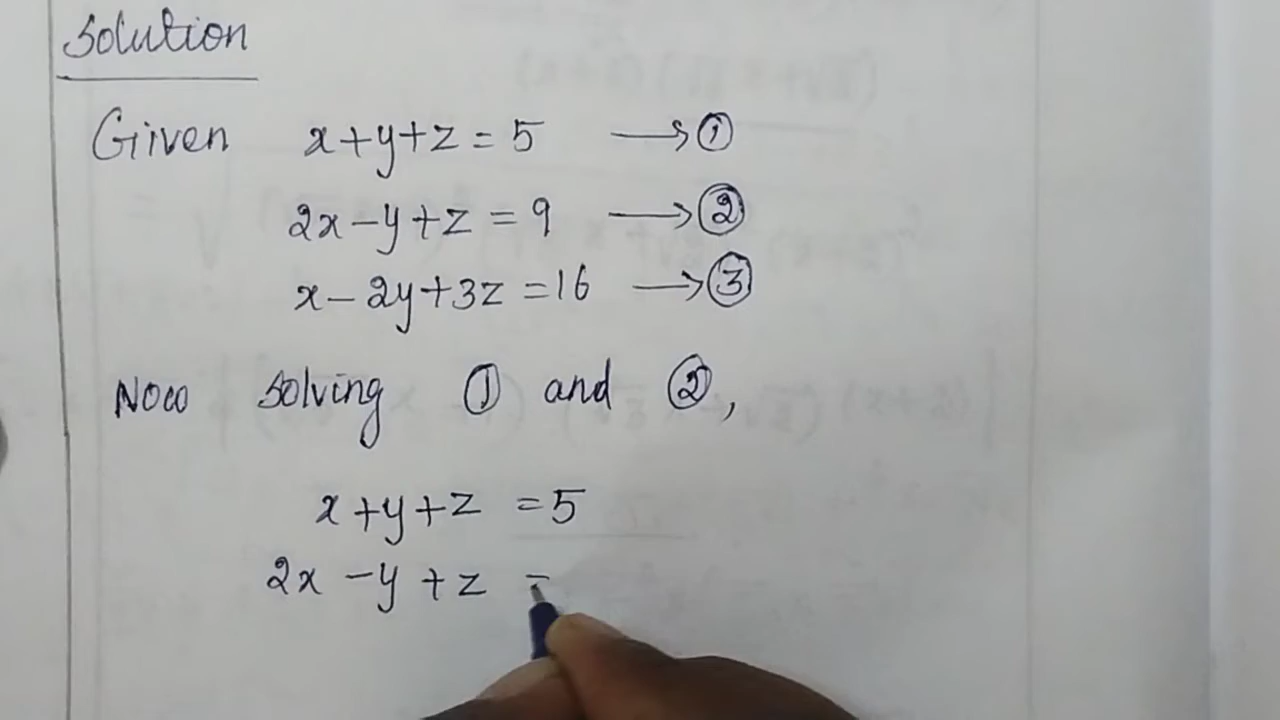 Solution
Given x+y+z = 5 → ①
2x-y+z = 9 → ②
x-2y+3z = 16 → ③
Now solving ① and ②,
x+y+z = 5
2x -y +z =